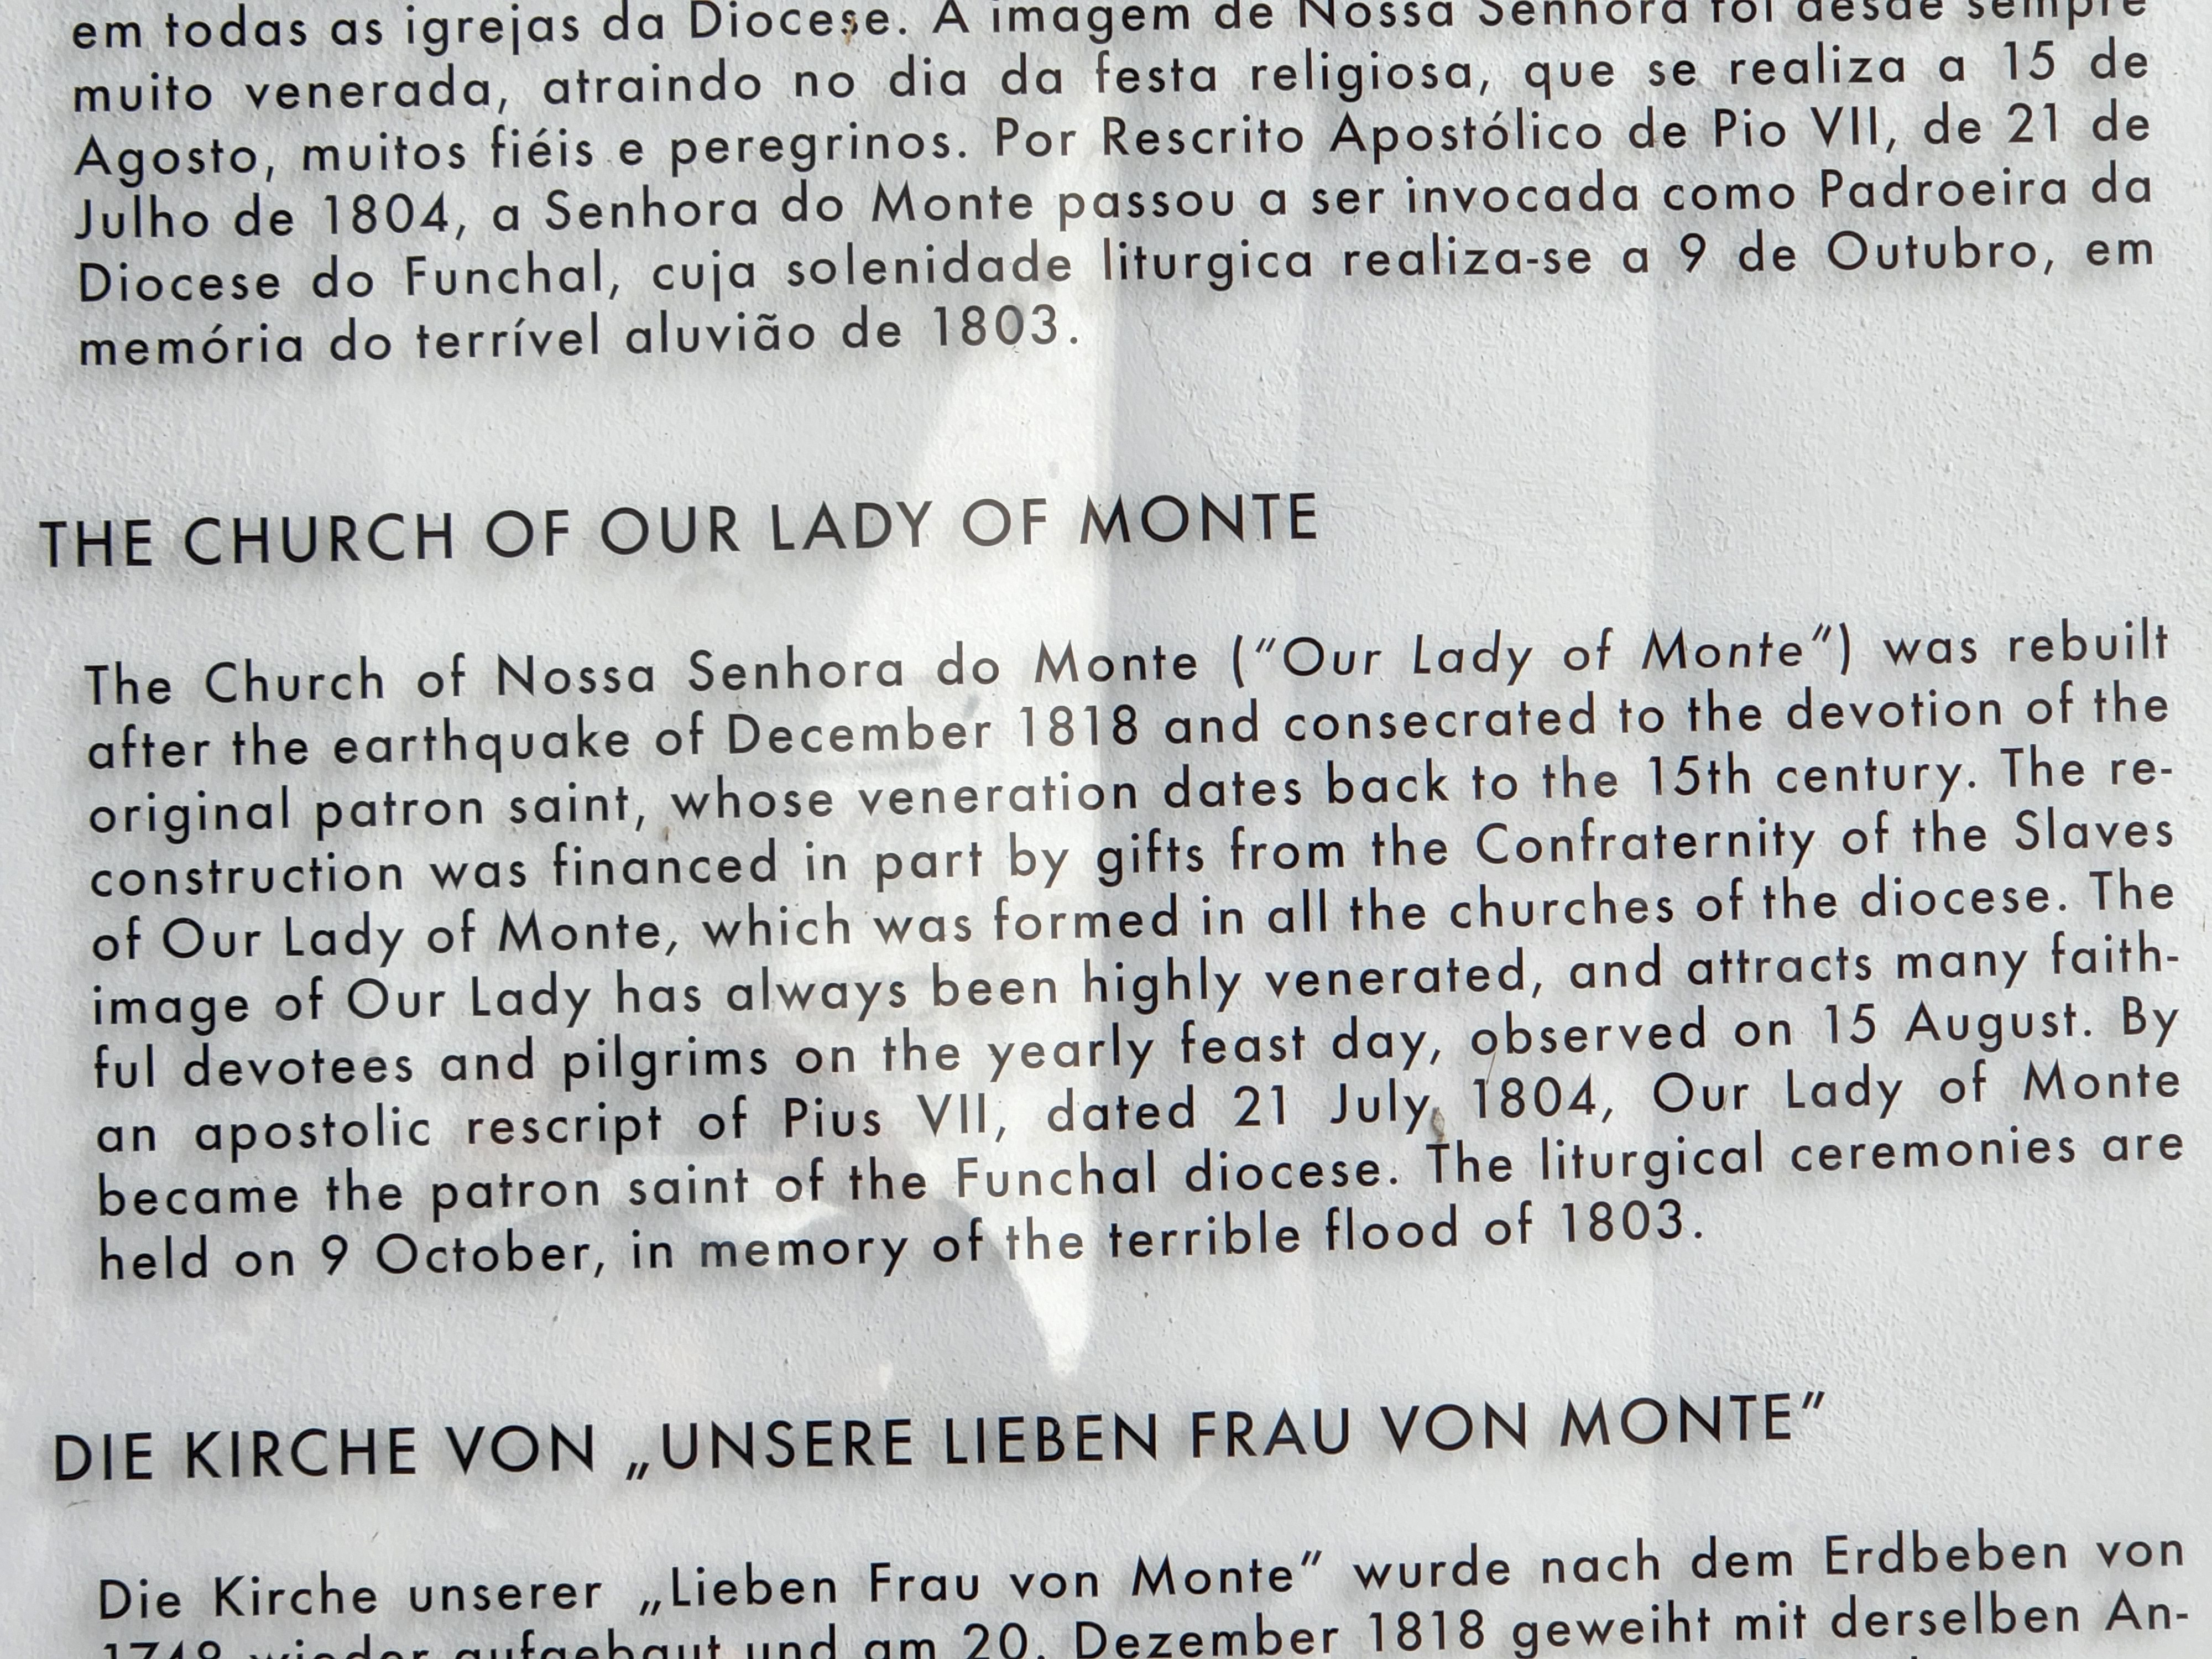 em todas as igrejas da Diocese. A imagem de Nossa Senhora foi desde sempre
muito venerada, atraindo no dia da festa religiosa, que se realiza a 15 de
Agosto, muitos fiéis e peregrinos. Por Rescrito Apostólico de Pio VII, de 21 de
Julho de 1804, a Senhora do Monte passou a ser invocada como Padroeira da
Diocese do Funchal, cuja solenidade liturgica realiza-se a 9 de Outubro, em
memória do terrível aluvião de 1803.
THE CHURCH OF OUR LADY OF MONTE
The Church of Nossa Senhora do Monte ("Our Lady of Monte") was rebuilt
after the earthquake of December 1818 and consecrated to the devotion of the
original patron saint, whose veneration dates back to the 15th century. The re-
construction was financed in part by gifts from the Confraternity of the Slaves
of Our Lady of Monte, which was formed in all the churches of the diocese. The
image of Our Lady has always been highly venerated, and attracts many faith-
ful devotees and pilgrims on the yearly feast day, observed on 15 August. By
an apostolic rescript of Pius VII, dated 21 July, 1804, Our Lady of Monte
became the patron saint of the Funchal diocese. The liturgical ceremonies are
held on 9 October, in memory of the terrible flood of 1803.
DIE KIRCHE VON „UNSERE LIEBEN FRAU VON MONTE"
Die Kirche unserer „Lieben Frau von Monte" wurde nach dem Erdbeben von
1748 wieder aufgebaut und am 20. Dezember 1818 geweiht mit derselben An-